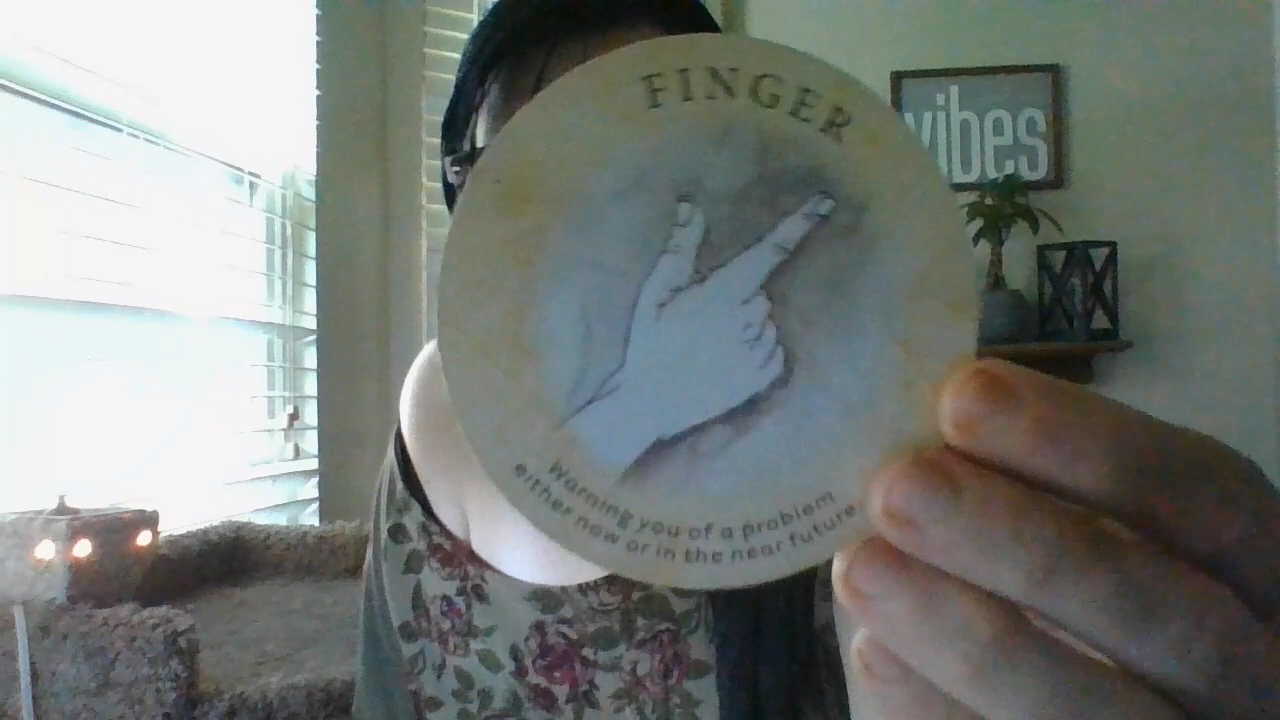 FINGER
vibes
Warning you of a problem
either now or in the near future.